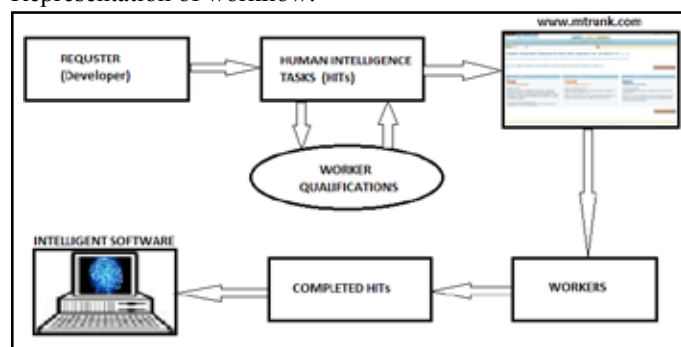 Representation of workflow:
www.mtrunk.com
REQUSTER
(Developer)
HUMAN INTELLIGENCE
TASKS (HITs)
WORKER
QUALIFICATIONS
INTELLIGENT SOFTWARE
COMPLETED HITs
WORKERS